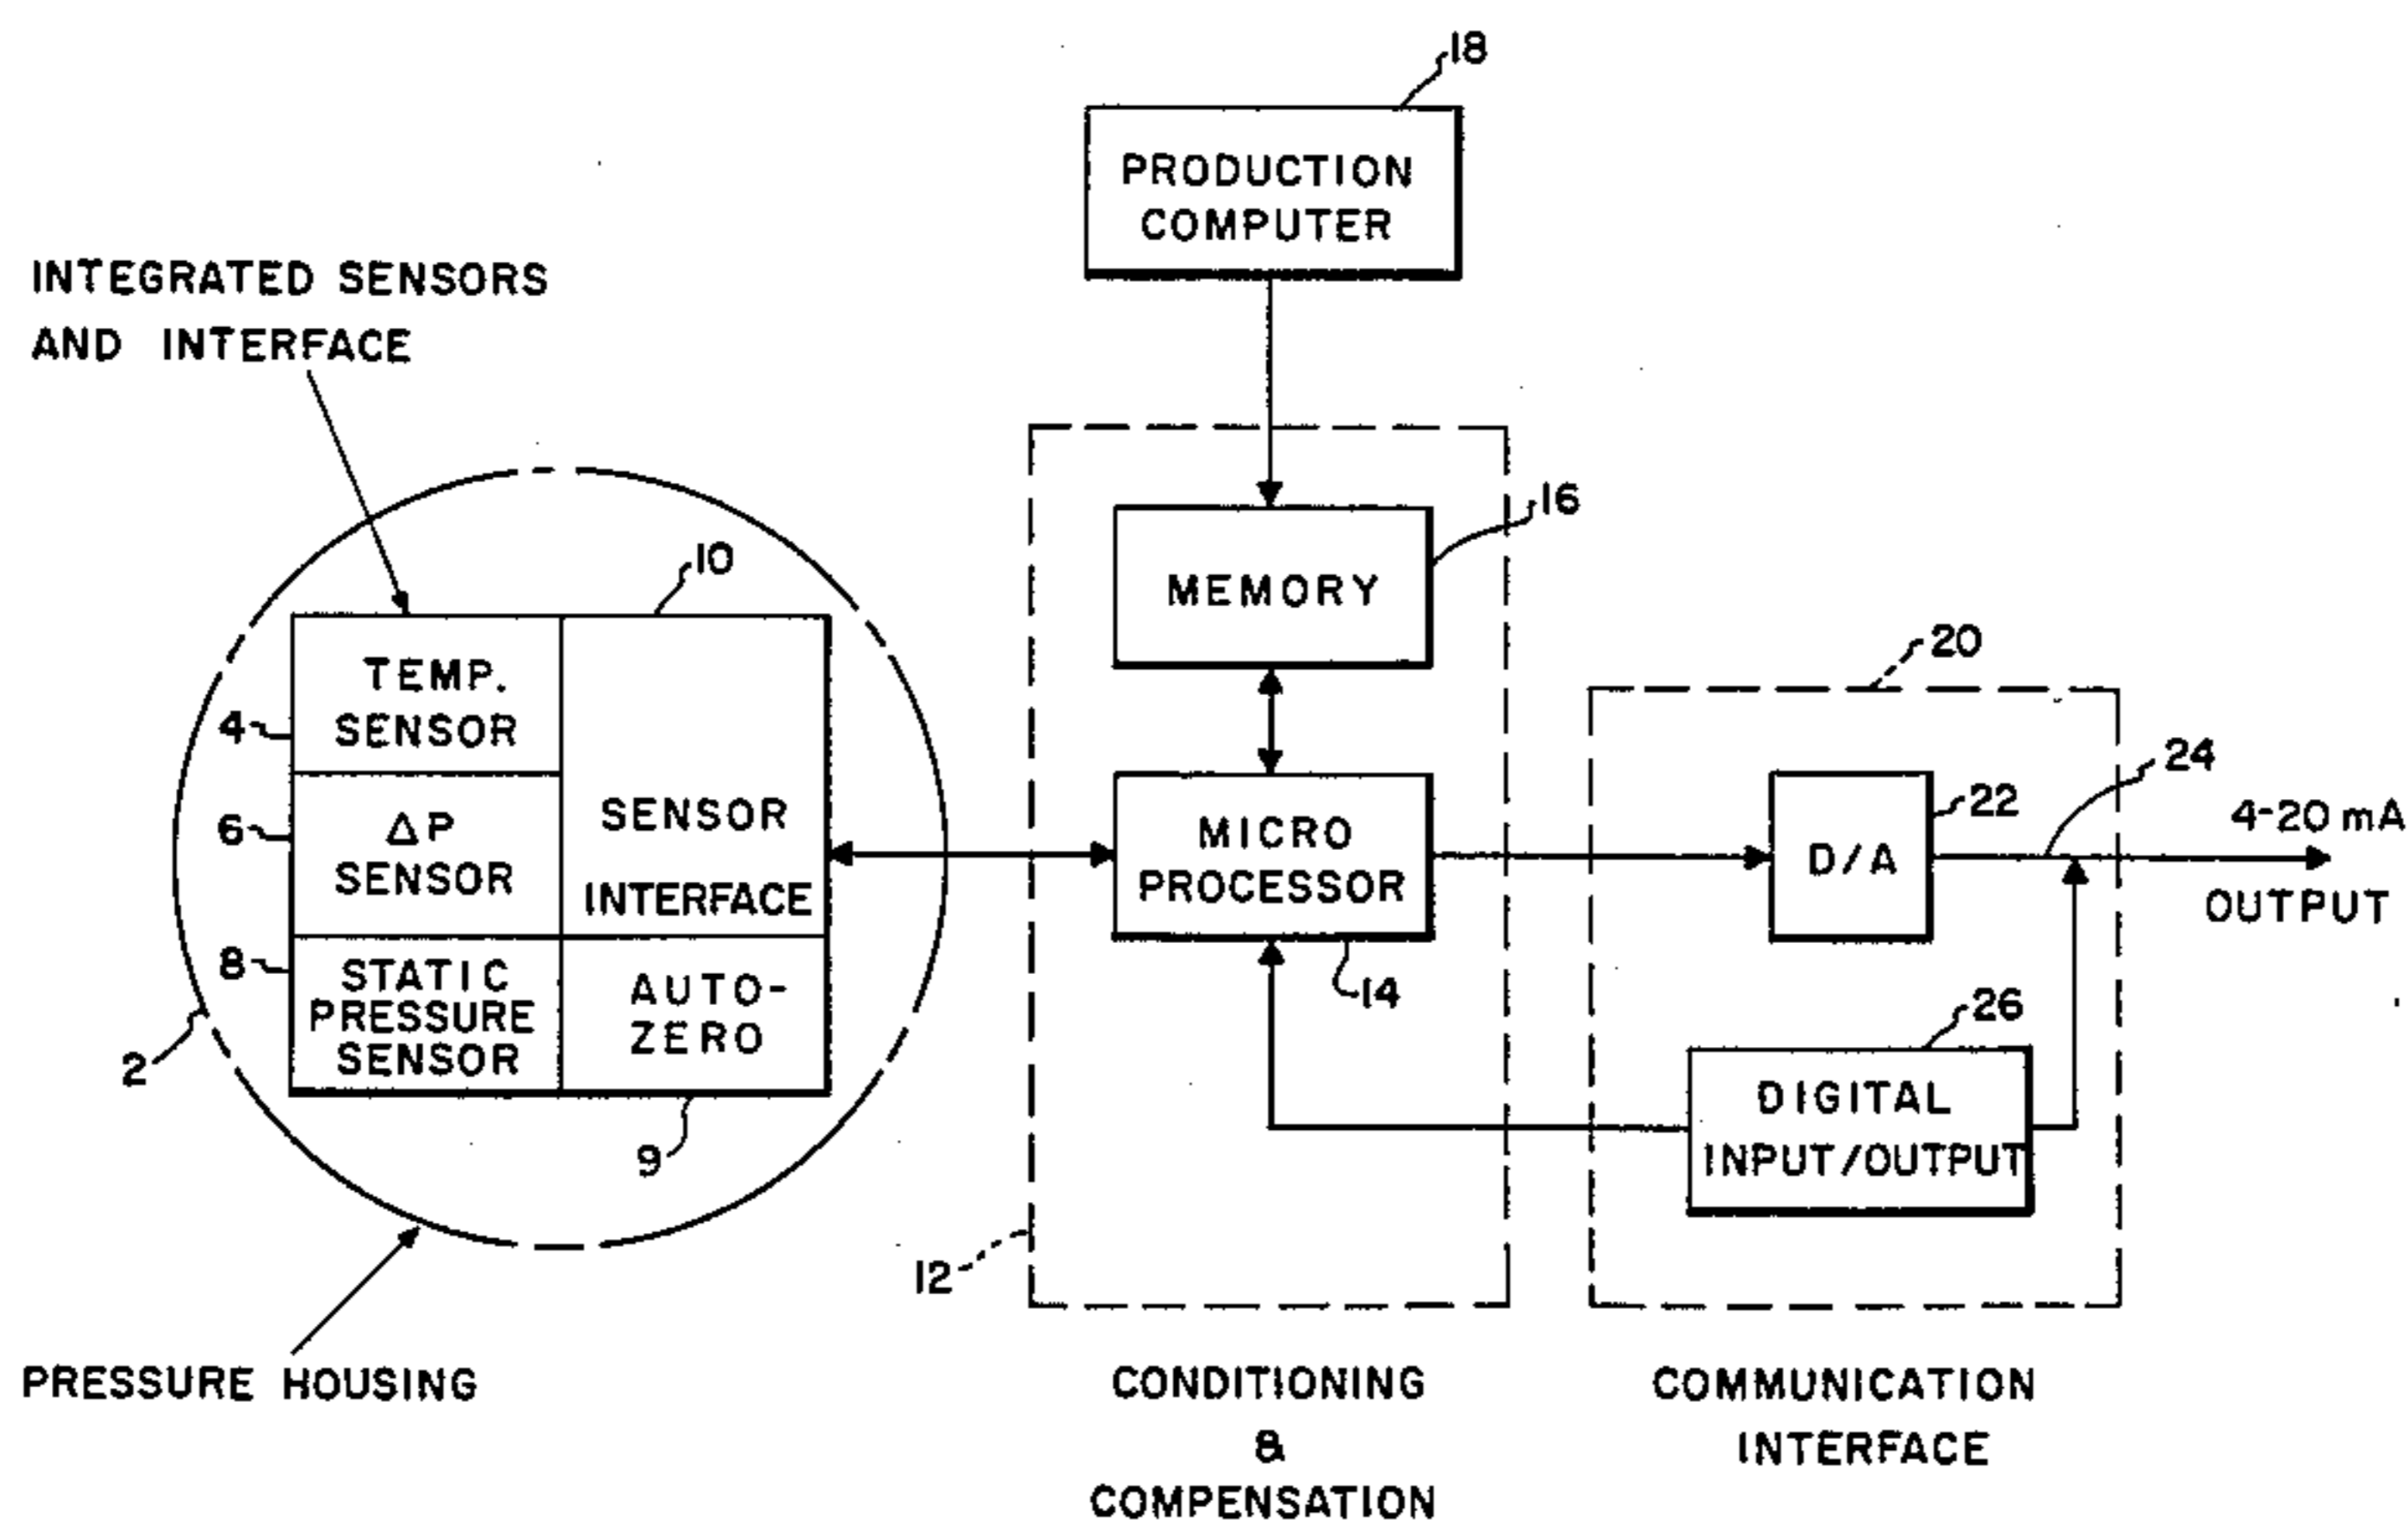 18
PRODUCTION
COMPUTER
INTEGRATED SENSORS
AND INTERFACE
16
MEMORY
10
TEMP.
SENSOR
4
ΔP
SENSOR
6
STATIC
PRESSURE
SENSOR
8
SENSOR
INTERFACE
AUTO-
ZERO
9
2
PRESSURE HOUSING
MICRO
PROCESSOR
14
12
CONDITIONING
&
COMPENSATION
20
D/A
22
24
4-20 mA
OUTPUT
26
DIGITAL
INPUT/OUTPUT
COMMUNICATION
INTERFACE